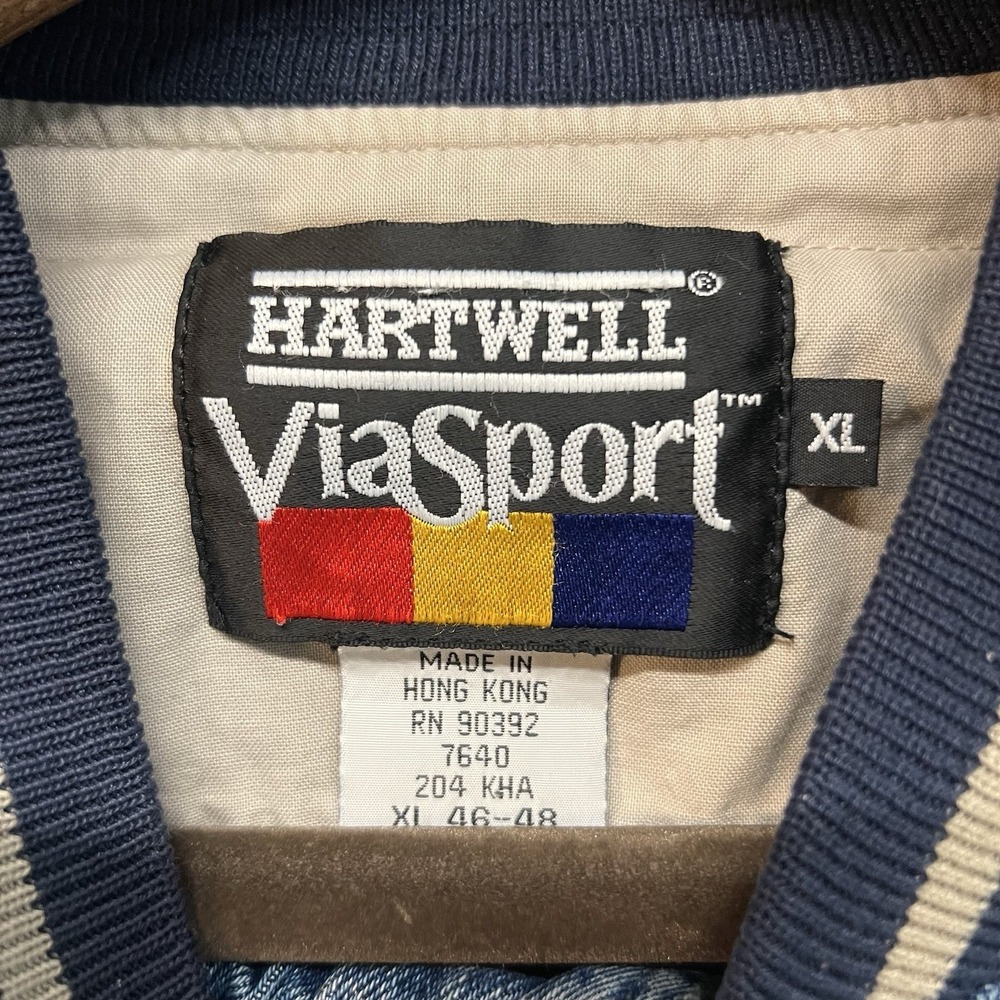 HARTWELL®
ViaSport™
XL
MADE IN
HONG KONG
RN 90392
7640
204 KHA
XL 46-48